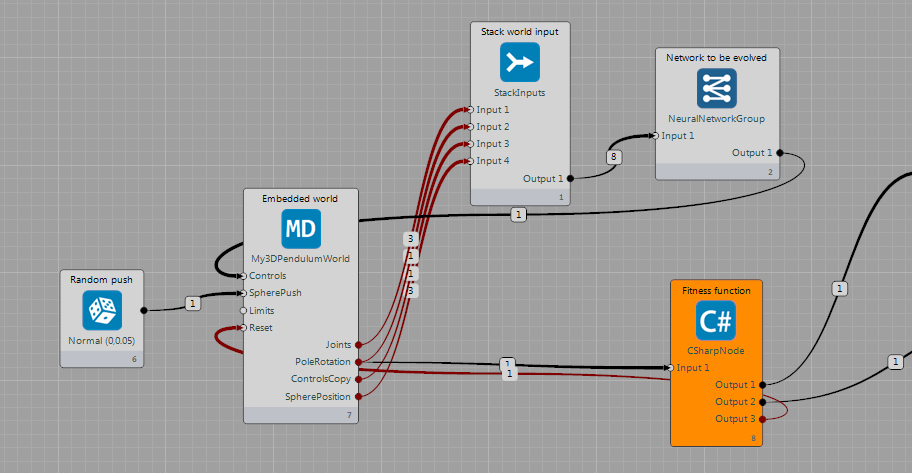 Stack world input
StackInputs
Input 1
Input 2
Input 3
Input 4
Output 1
1
8
Network to be evolved
NeuralNetworkGroup
Input 1
Output 1
2
1
3
1
1
3
Embedded world
MD
My3DPendulumWorld
Controls
SpherePush
Limits
Reset
Joints
PoleRotation
ControlsCopy
SpherePosition
7
Random push
Normal (0,0.05)
6
1
1
1
Fitness function
C#
CSharpNode
Input 1
Output 1
Output 2
Output 3
8
1
1